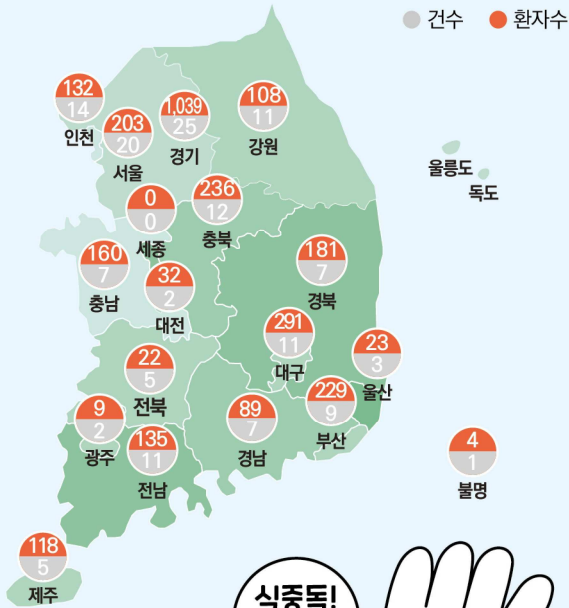 건수 환자수
132
14
인천
203
20
서울
1,039
25
경기
108
11
강원
울릉도
독도
0
0
세종
236
12
충북
160
7
충남
32
2
대전
181
7
경북
291
11
대구
23
3
울산
22
5
전북
229
9
부산
9
2
광주
135
11
전남
89
7
경남
4
1
불명
118
5
제주
식중독!